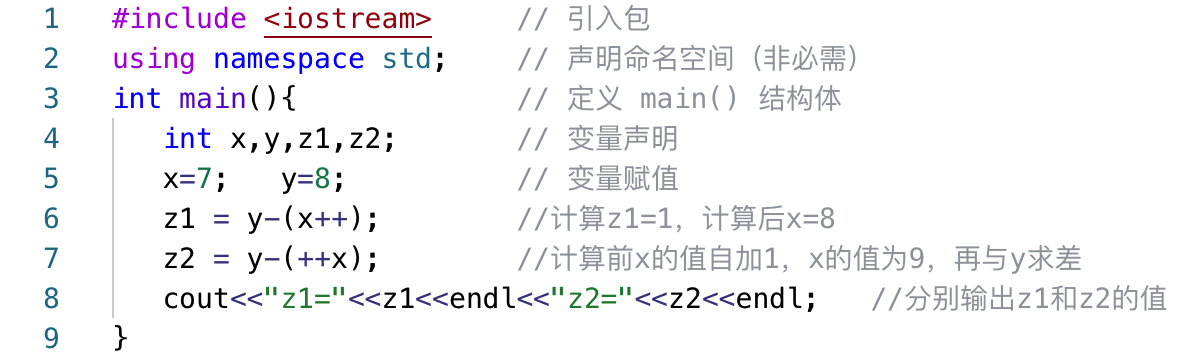 1 #include <iostream> // 引入包
2 using namespace std; // 声明命名空间（非必需）
3 int main(){ // 定义 main() 结构体
4 int x,y,z1,z2; // 变量声明
5 x=7; y=8; // 变量赋值
6 z1 = y-(x++); //计算z1=1，计算后x=8
7 z2 = y-(++x); //计算前x的值自加1，x的值为9，再与y求差
8 cout<<"z1="<<z1<<endl<<"z2="<<z2<<endl; //分别输出z1和z2的值
9 }